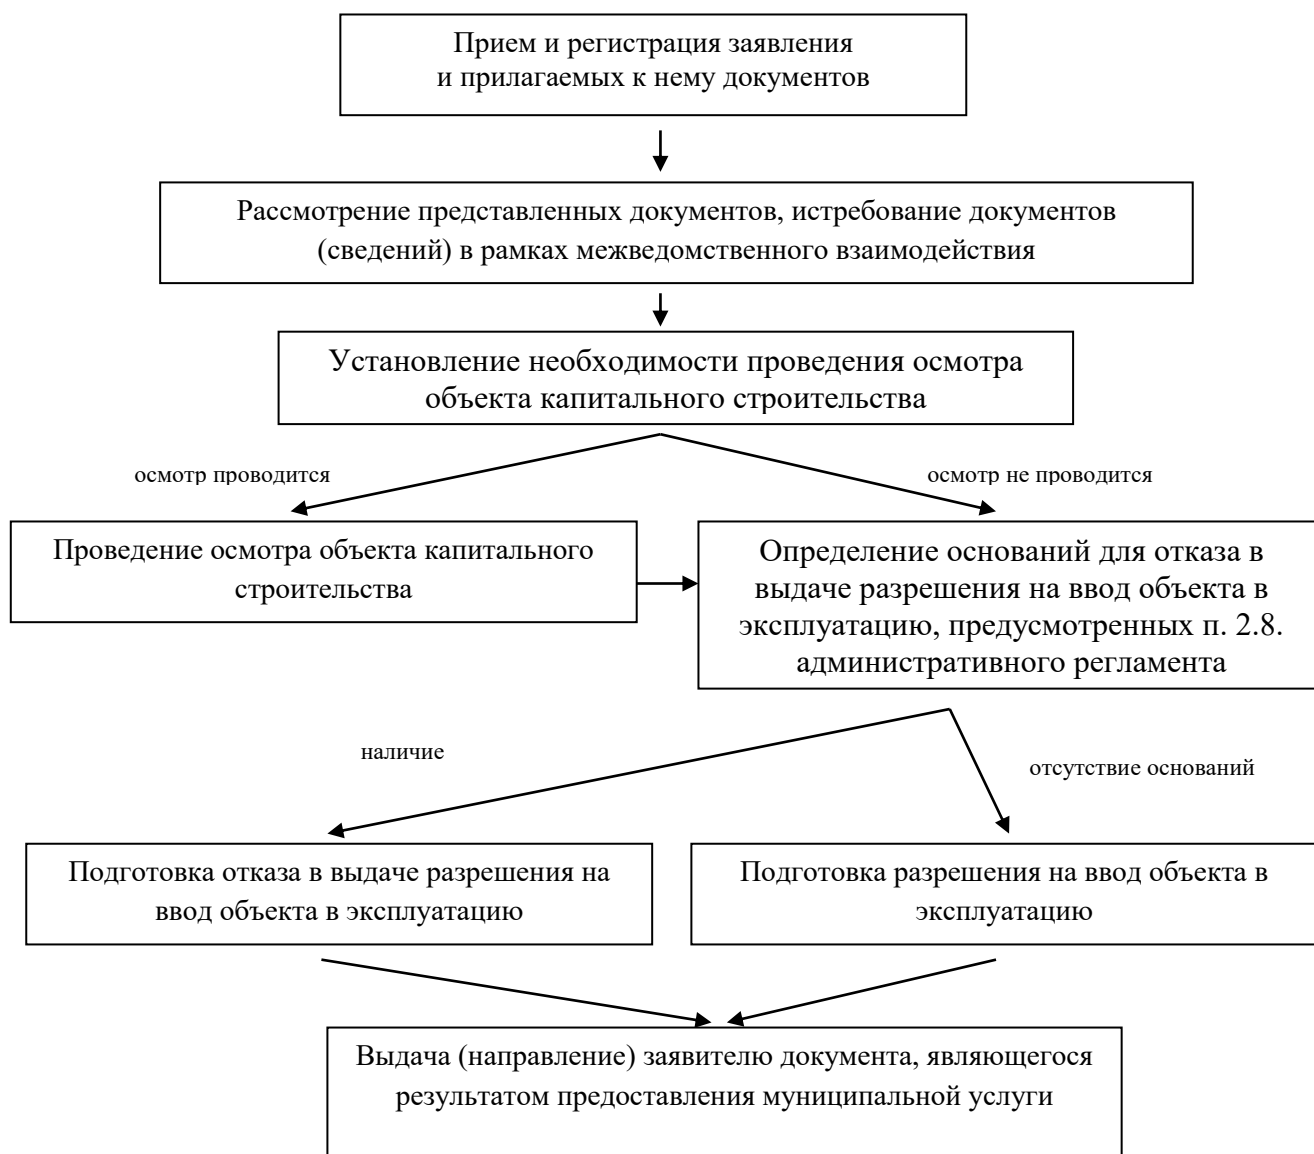 Прием и регистрация заявления
и прилагаемых к нему документов
Рассмотрение представленных документов, истребование документов
(сведений) в рамках межведомственного взаимодействия
Установление необходимости проведения осмотра
объекта капитального строительства
осмотр проводится
осмотр не проводится
Проведение осмотра объекта капитального
строительства
Определение оснований для отказа в
выдаче разрешения на ввод объекта в
эксплуатацию, предусмотренных п. 2.8.
административного регламента
наличие
отсутствие оснований
Подготовка отказа в выдаче разрешения на
ввод объекта в эксплуатацию
Подготовка разрешения на ввод объекта в
эксплуатацию
Выдача (направление) заявителю документа, являющегося
результатом предоставления муниципальной услуги